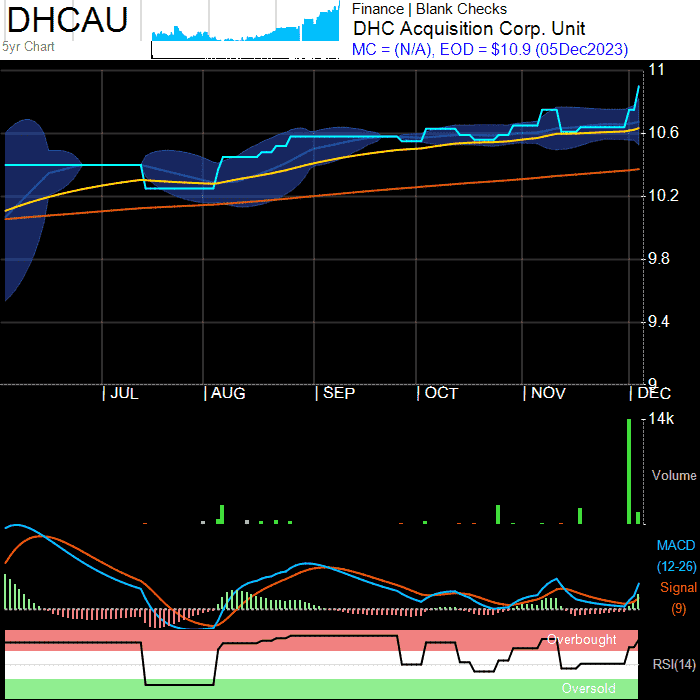 DHCAU
5yr Chart
Finance | Blank Checks
DHC Acquisition Corp. Unit
MC = (N/A), EOD = $10.9 (05Dec2023)
11
10.6
10.2
9.8
9.4
9
JUL AUG SEP OCT NOV DEC
14k
Volume
MACD
(12-26)
Signal
(9)
Overbought
RSI(14)
Oversold